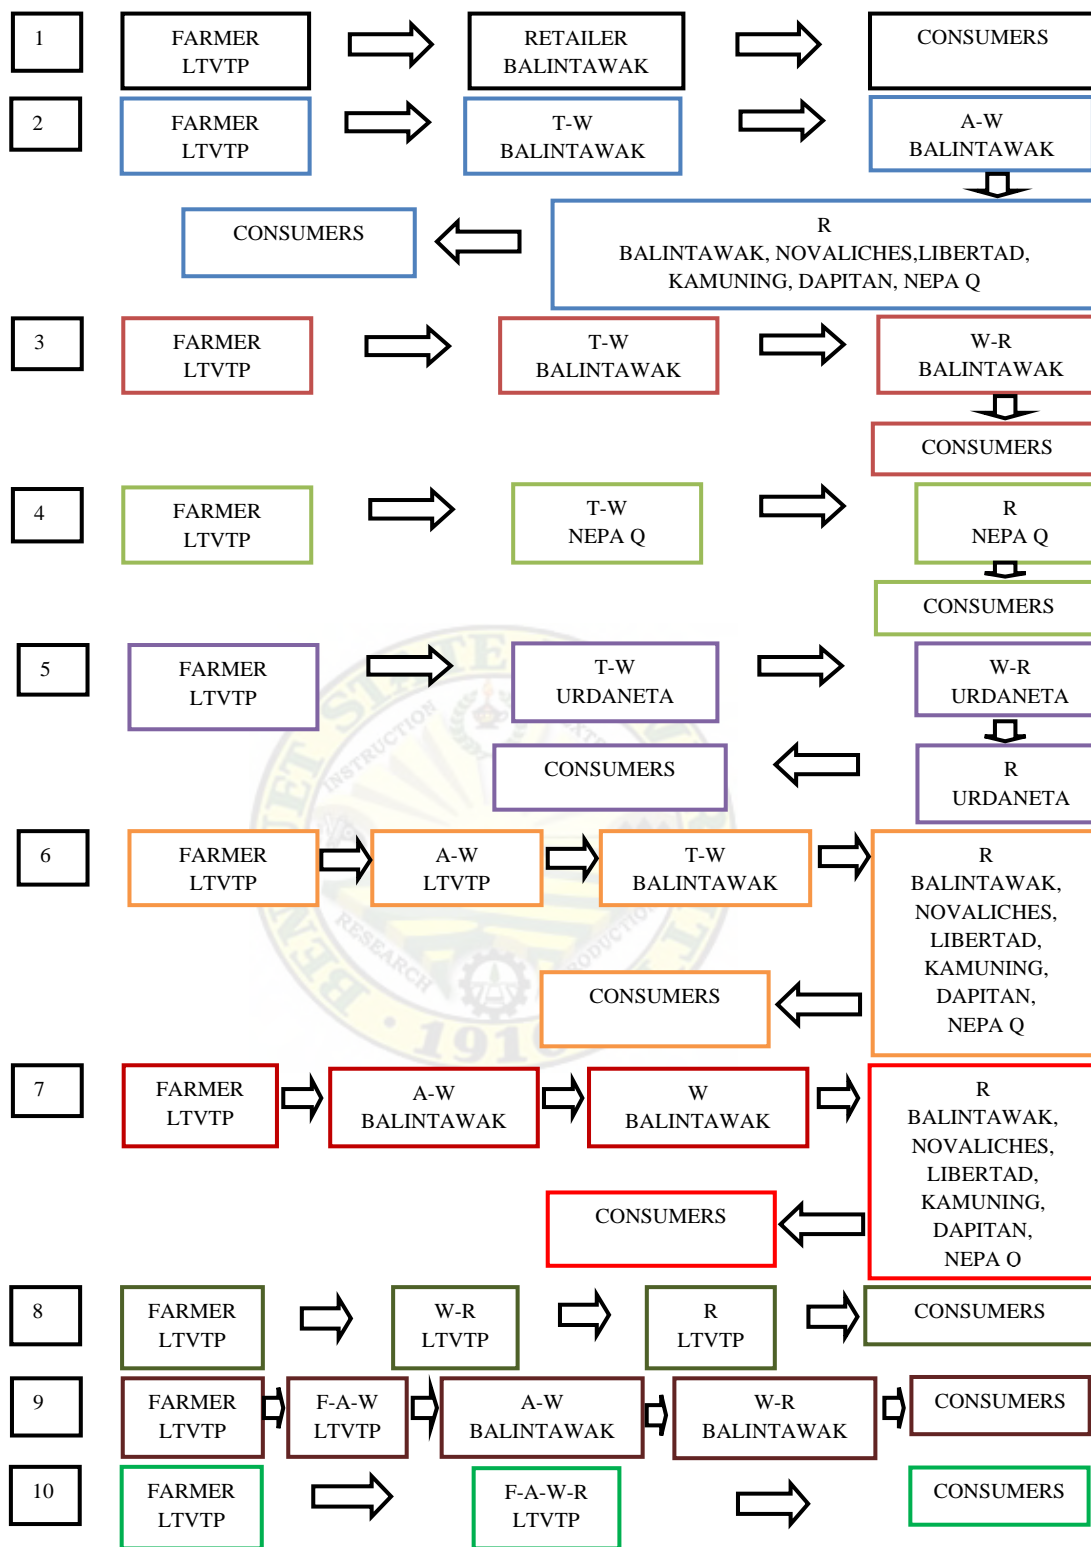 1
FARMER
LTVTP
RETAILER
BALINTAWAK
CONSUMERS
2
FARMER
LTVTP
T-W
BALINTAWAK
A-W
BALINTAWAK
CONSUMERS
R
BALINTAWAK, NOVALICHES,LIBERTAD,
KAMUNING, DAPITAN, NEPA Q
3
FARMER
LTVTP
T-W
BALINTAWAK
W-R
BALINTAWAK
CONSUMERS
4
FARMER
LTVTP
T-W
NEPA Q
R
NEPA Q
CONSUMERS
5
FARMER
LTVTP
T-W
URDANETA
W-R
URDANETA
CONSUMERS
R
URDANETA
6
FARMER
LTVTP
A-W
LTVTP
T-W
BALINTAWAK
R
BALINTAWAK,
NOVALICHES,
LIBERTAD,
KAMUNING,
DAPITAN,
NEPA Q
CONSUMERS
7
FARMER
LTVTP
A-W
BALINTAWAK
W
BALINTAWAK
R
BALINTAWAK,
NOVALICHES,
LIBERTAD,
KAMUNING,
DAPITAN,
NEPA Q
CONSUMERS
8
FARMER
LTVTP
W-R
LTVTP
R
LTVTP
CONSUMERS
9
FARMER
LTVTP
F-A-W
LTVTP
A-W
BALINTAWAK
W-R
BALINTAWAK
CONSUMERS
10
FARMER
LTVTP
F-A-W-R
LTVTP
CONSUMERS
BENGUET STATE
INSTRUCTION
RESEARCH